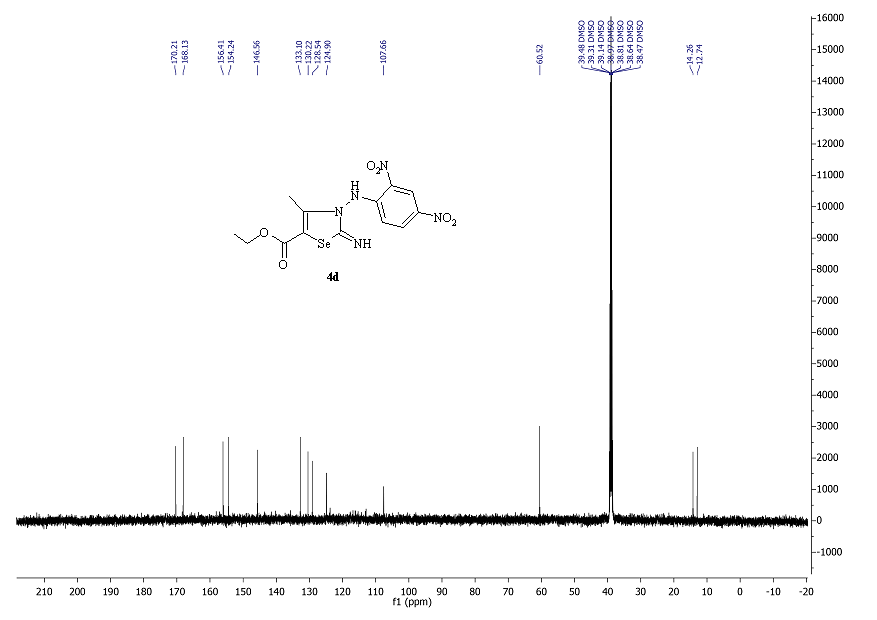 170.21
168.13
156.41
154.24
146.56
133.10
130.22
128.54
124.90
107.66
60.52
39.48 DMSO
39.31 DMSO
39.14 DMSO
38.97 DMSO
38.81 DMSO
38.64 DMSO
38.47 DMSO
14.26
12.74
16000
15000
14000
13000
12000
11000
10000
9000
8000
7000
6000
5000
4000
3000
2000
1000
0
-1000
O2N
H
N
N
NO2
O
O
Se
NH
4d
210 200 190 180 170 160 150 140 130 120 110 100 90 80 70 60 50 40 30 20 10 0 -10 -20
f1 (ppm)